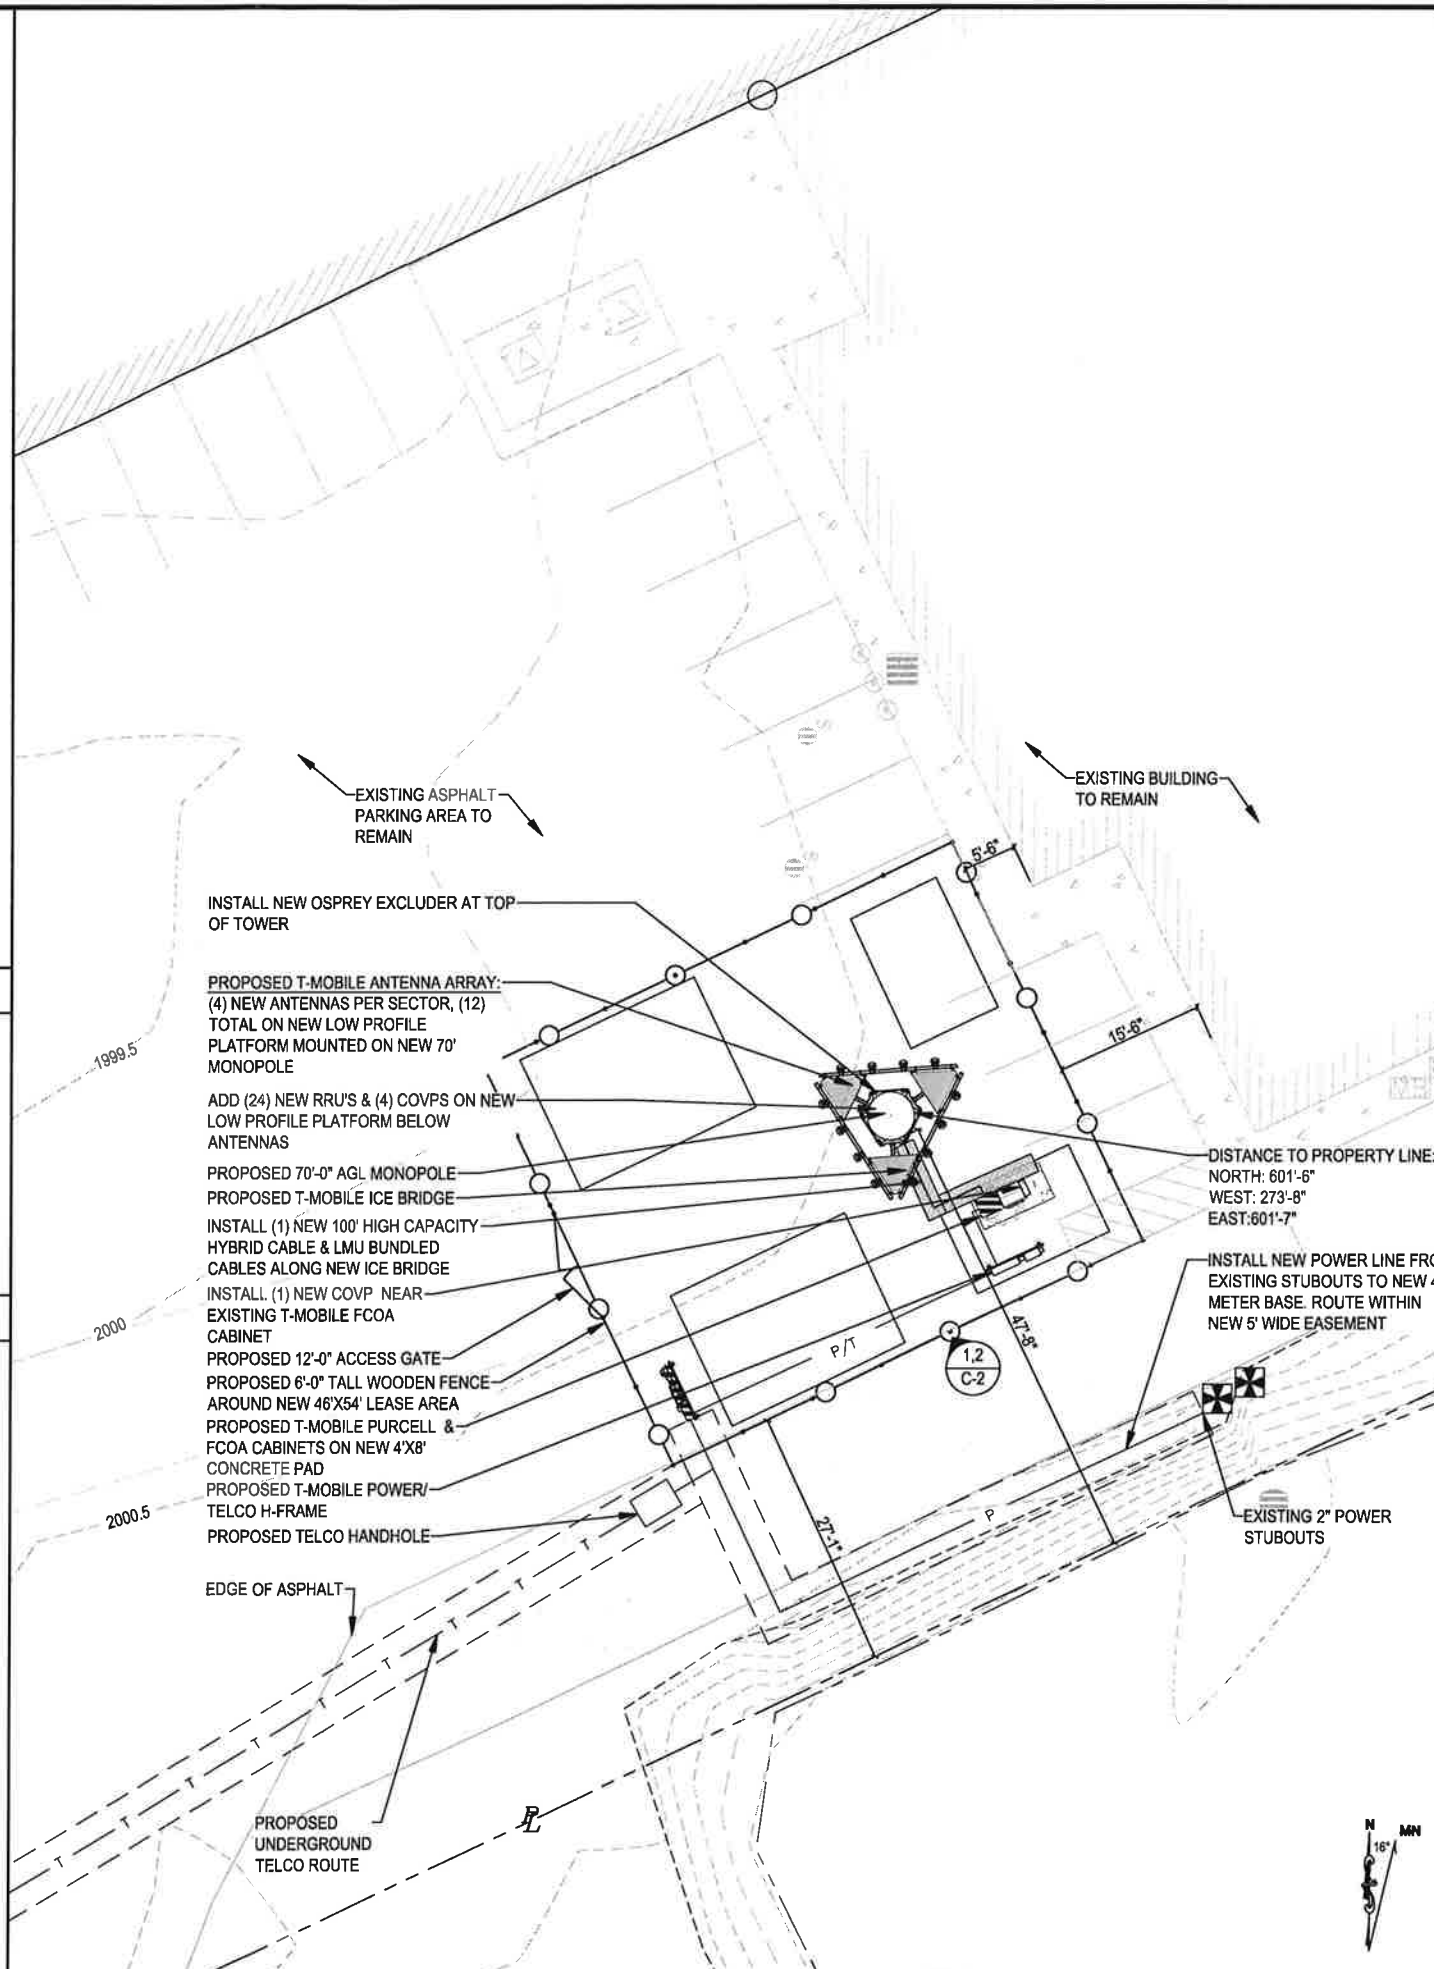 EXISTING ASPHALT
PARKING AREA TO
REMAIN
EXISTING BUILDING
TO REMAIN
5'-6"
INSTALL NEW OSPREY EXCLUDER AT TOP
OF TOWER
PROPOSED T-MOBILE ANTENNA ARRAY:
(4) NEW ANTENNAS PER SECTOR, (12)
TOTAL ON NEW LOW PROFILE
PLATFORM MOUNTED ON NEW 70'
MONOPOLE
15'-6"
1999.5
ADD (24) NEW RRU'S & (4) COVPS ON NEW
LOW PROFILE PLATFORM BELOW
ANTENNAS
PROPOSED 70'-0" AGL MONOPOLE
PROPOSED T-MOBILE ICE BRIDGE
INSTALL (1) NEW 100' HIGH CAPACITY
HYBRID CABLE & LMU BUNDLED
CABLES ALONG NEW ICE BRIDGE
INSTALL (1) NEW COVP NEAR
EXISTING T-MOBILE FCOA
CABINET
PROPOSED 12'-0" ACCESS GATE
PROPOSED 6'-0" TALL WOODEN FENCE
AROUND NEW 46'X54' LEASE AREA
PROPOSED T-MOBILE PURCELL &
FCOA CABINETS ON NEW 4'X8'
CONCRETE PAD
PROPOSED T-MOBILE POWER/
TELCO H-FRAME
PROPOSED TELCO HANDHOLE
DISTANCE TO PROPERTY LINE:
NORTH: 601'-6"
WEST: 273'-8"
EAST:601'-7"
INSTALL NEW POWER LINE FRO
EXISTING STUBOUTS TO NEW 4
METER BASE. ROUTE WITHIN
NEW 5' WIDE EASEMENT
2000
47'-8"
P/T
1,2
C-2
2000.5
27'-1"
P
EXISTING 2" POWER
STUBOUTS
EDGE OF ASPHALT
T
T
T
T
T
T
T
T
T
PROPOSED
UNDERGROUND
TELCO ROUTE
PL
N
16°
MN